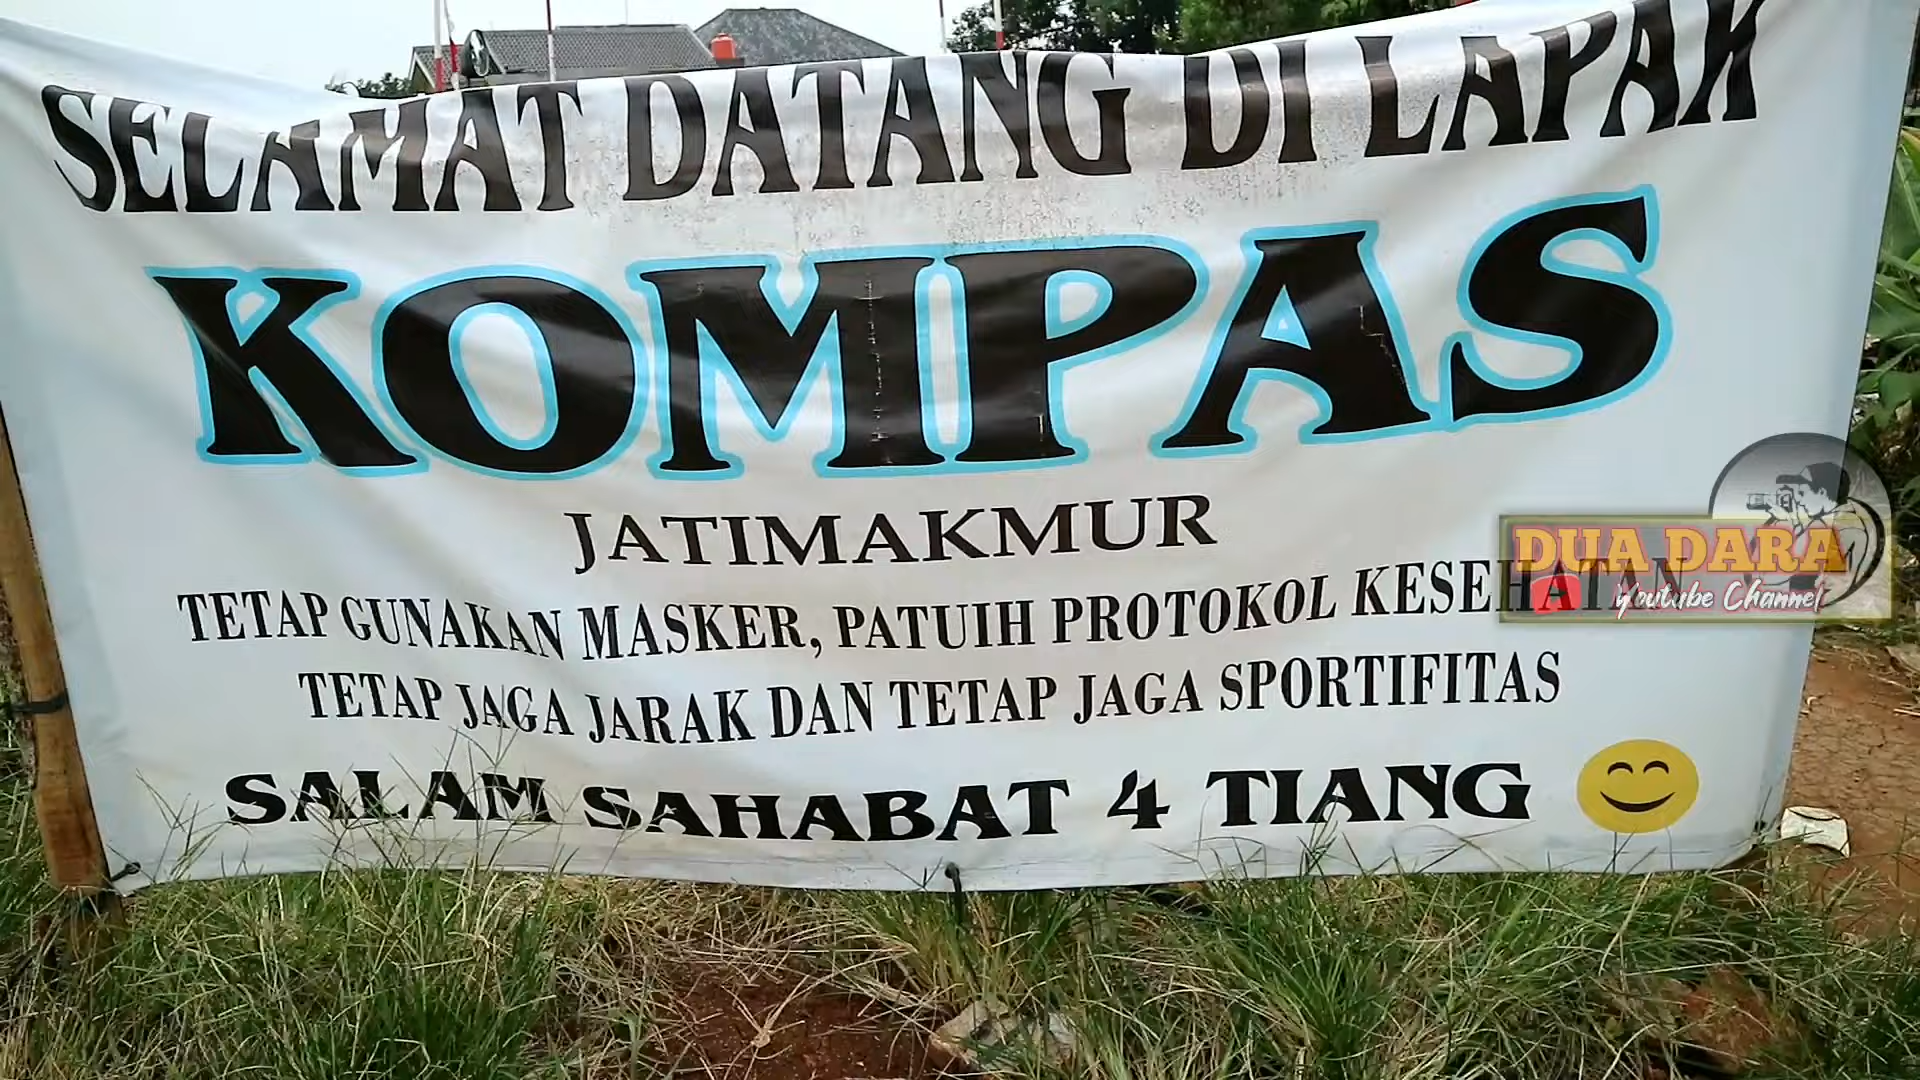 SELAMAT DATANG DI LAPAK
KOMPAS
JATIMAKMUR
TETAP GUNAKAN MASKER, PATUIH PROTOKOL KESEHATAN
TETAP JAGA JARAK DAN TETAP JAGA SPORTIFITAS
SALAM SAHABAT 4 TIANG
DUA DARA
Youtube Channel